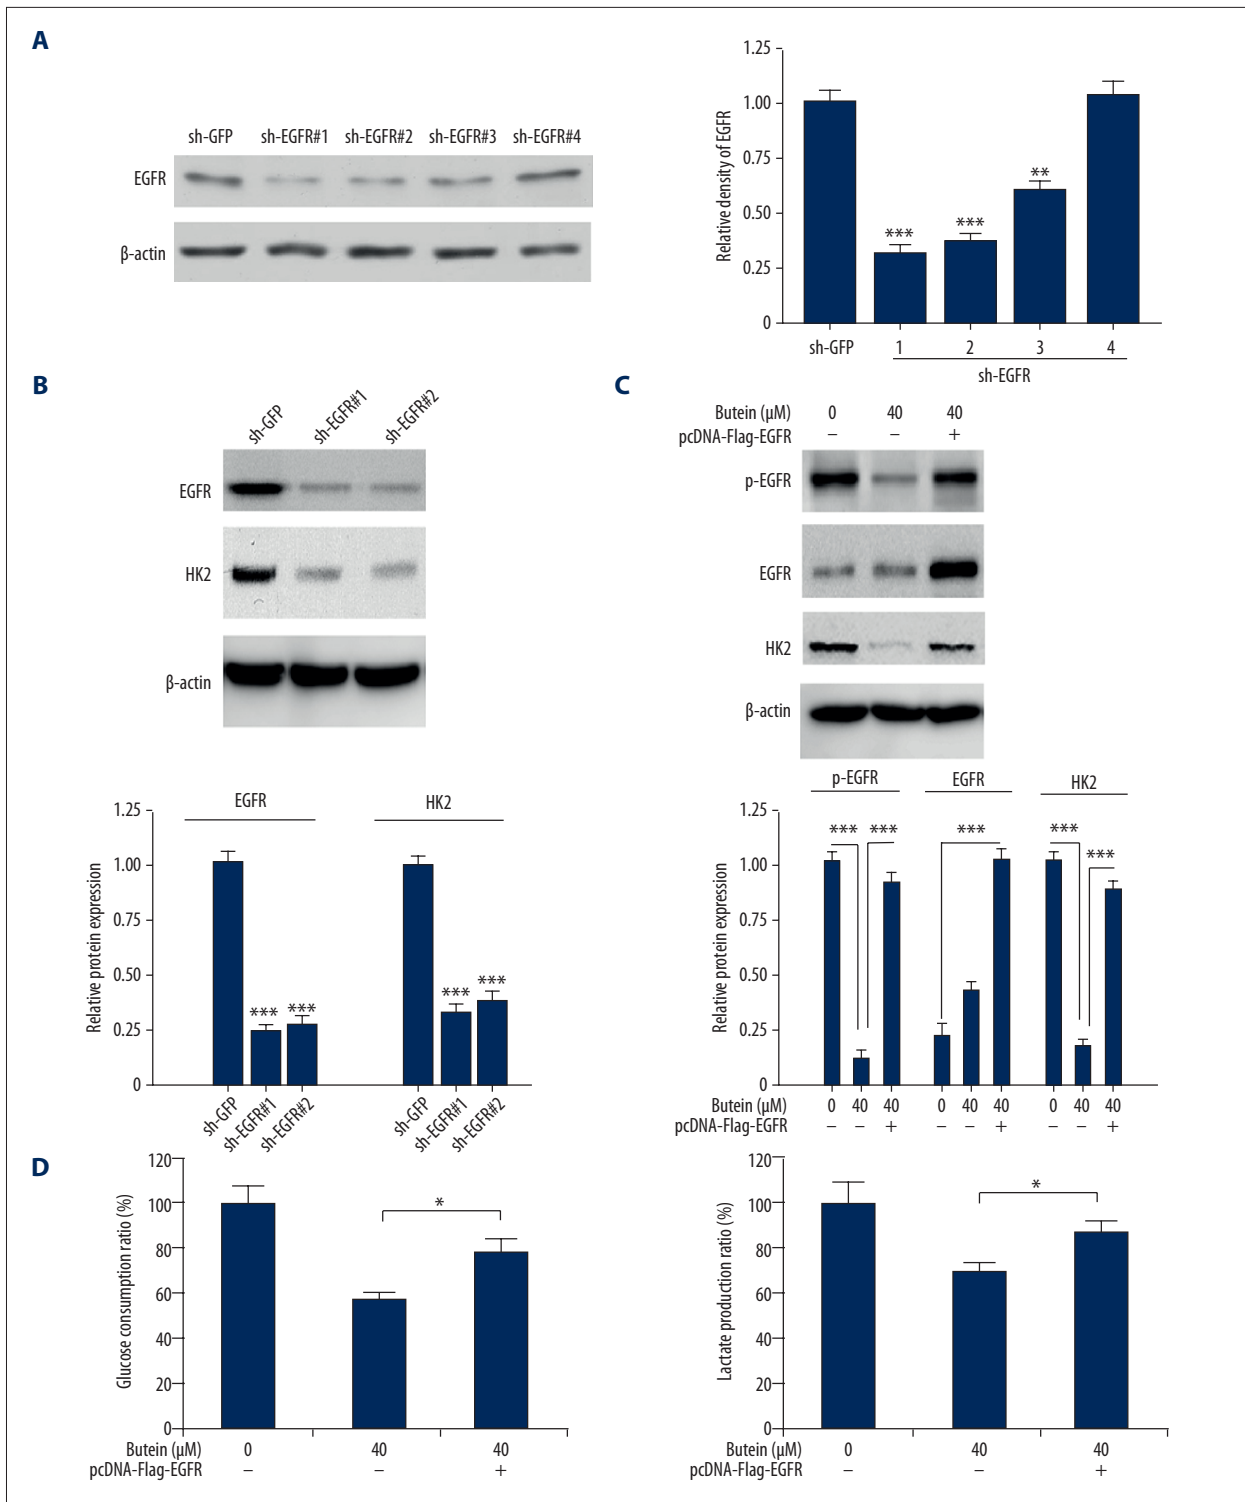 A
sh-GFP sh-EGFR#1 sh-EGFR#2 sh-EGFR#3 sh-EGFR#4
EGFR
β-actin
Relative density of EGFR
1.25
1.00
0.75
0.50
0.25
0
*** *** **
sh-GFP 1 2 3 4
sh-EGFR
B
sh-GFP sh-EGFR#1 sh-EGFR#2
EGFR
HK2
β-actin
EGFR HK2
Relative protein expression
1.25
1.00
0.75
0.50
0.25
0
*** *** *** ***
sh-GFP sh-EGFR#1 sh-EGFR#2 sh-GFP sh-EGFR#1 sh-EGFR#2
C
Butein (µM) 0 40 40
pcDNA-Flag-EGFR – – +
p-EGFR
EGFR
HK2
β-actin
p-EGFR EGFR HK2
Relative protein expression
1.25
1.00
0.75
0.50
0.25
0
*** *** *** *** ***
Butein (µM) 0 40 40 0 40 40 0 40 40
pcDNA-Flag-EGFR – – + – – + – – +
D
Glucose consumption ratio (%)
120
100
80
60
40
20
0
*
Butein (µM) 0 40 40
pcDNA-Flag-EGFR – – +
Lactate production ratio (%)
120
100
80
60
40
20
0
*
Butein (µM) 0 40 40
pcDNA-Flag-EGFR – – +